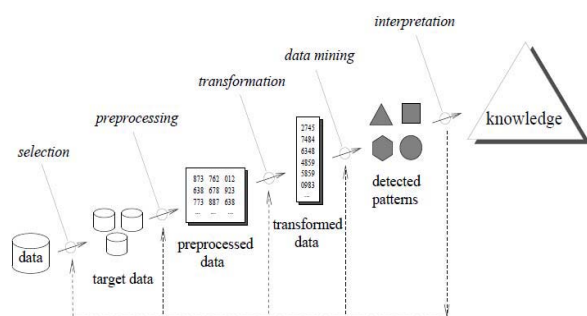 interpretation
data mining
transformation
preprocessing
selection
knowledge
2745
7484
6348
4859
5859
0983
...
873 762 012
638 678 923
773 887 638
... ... ...
detected
patterns
transformed
data
preprocessed
data
data
target data